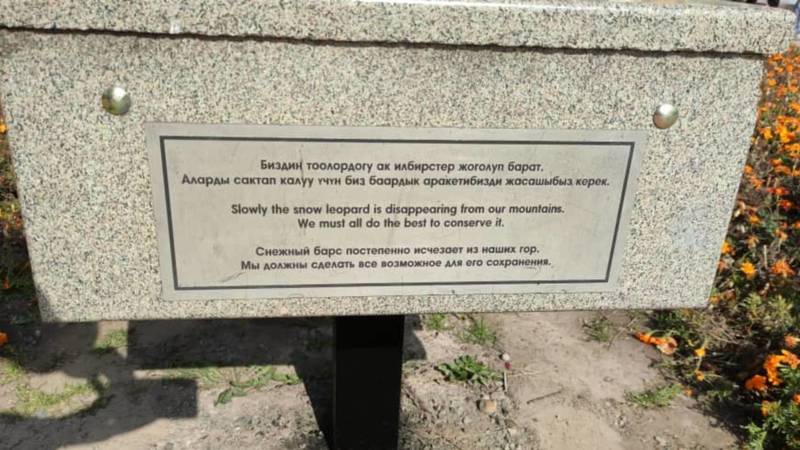 Биздин тоолордогу ак илбирстер жоголуп барат.
Аларды сактап калуу үчүн биз баардык аракетибизди жасашыбыз керек.
Slowly the snow leopard is disappearing from our mountains.
We must all do the best to conserve it.
Снежный барс постепенно исчезает из наших гор.
Мы должны сделать все возможное для его сохранения.